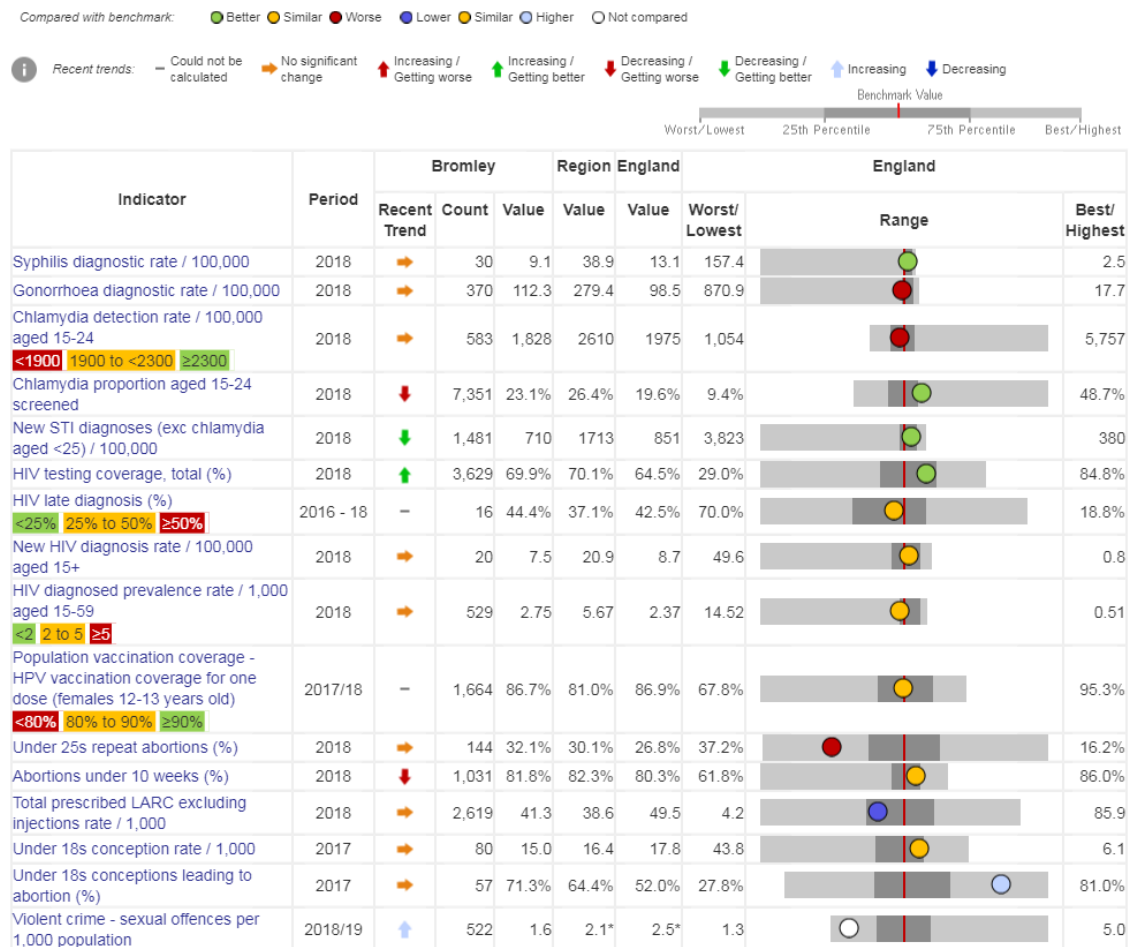 Compared with benchmark: Better Similar Worse Lower Similar Higher Not compared
Recent trends: – Could not be calculated No significant change Increasing / Getting worse Increasing / Getting better Decreasing / Getting worse Decreasing / Getting better Increasing Decreasing
Benchmark Value
Worst/Lowest 25th Percentile 75th Percentile Best/Highest
Indicator Period Bromley Region England England
Recent Trend Count Value Value Value Worst/ Lowest Range Best/ Highest
Syphilis diagnostic rate / 100,000 2018 30 9.1 38.9 13.1 157.4 2.5
Gonorrhoea diagnostic rate / 100,000 2018 370 112.3 279.4 98.5 870.9 17.7
Chlamydia detection rate / 100,000
aged 15-24 2018 583 1,828 2610 1975 1,054 5,757
<1900 1900 to <2300 ≥2300
Chlamydia proportion aged 15-24
screened 2018 7,351 23.1% 26.4% 19.6% 9.4% 48.7%
New STI diagnoses (exc chlamydia
aged <25) / 100,000 2018 1,481 710 1713 851 3,823 380
HIV testing coverage, total (%) 2018 3,629 69.9% 70.1% 64.5% 29.0% 84.8%
HIV late diagnosis (%)
<25% 25% to 50% ≥50% 2016 - 18 – 16 44.4% 37.1% 42.5% 70.0% 18.8%
New HIV diagnosis rate / 100,000
aged 15+ 2018 20 7.5 20.9 8.7 49.6 0.8
HIV diagnosed prevalence rate / 1,000
aged 15-59 2018 529 2.75 5.67 2.37 14.52 0.51
<2 2 to 5 ≥5
Population vaccination coverage -
HPV vaccination coverage for one
dose (females 12-13 years old) 2017/18 – 1,664 86.7% 81.0% 86.9% 67.8% 95.3%
<80% 80% to 90% ≥90%
Under 25s repeat abortions (%) 2018 144 32.1% 30.1% 26.8% 37.2% 16.2%
Abortions under 10 weeks (%) 2018 1,031 81.8% 82.3% 80.3% 61.8% 86.0%
Total prescribed LARC excluding
injections rate / 1,000 2018 2,619 41.3 38.6 49.5 4.2 85.9
Under 18s conception rate / 1,000 2017 80 15.0 16.4 17.8 43.8 6.1
Under 18s conceptions leading to
abortion (%) 2017 57 71.3% 64.4% 52.0% 27.8% 81.0%
Violent crime - sexual offences per
1,000 population 2018/19 522 1.6 2.1* 2.5* 1.3 5.0